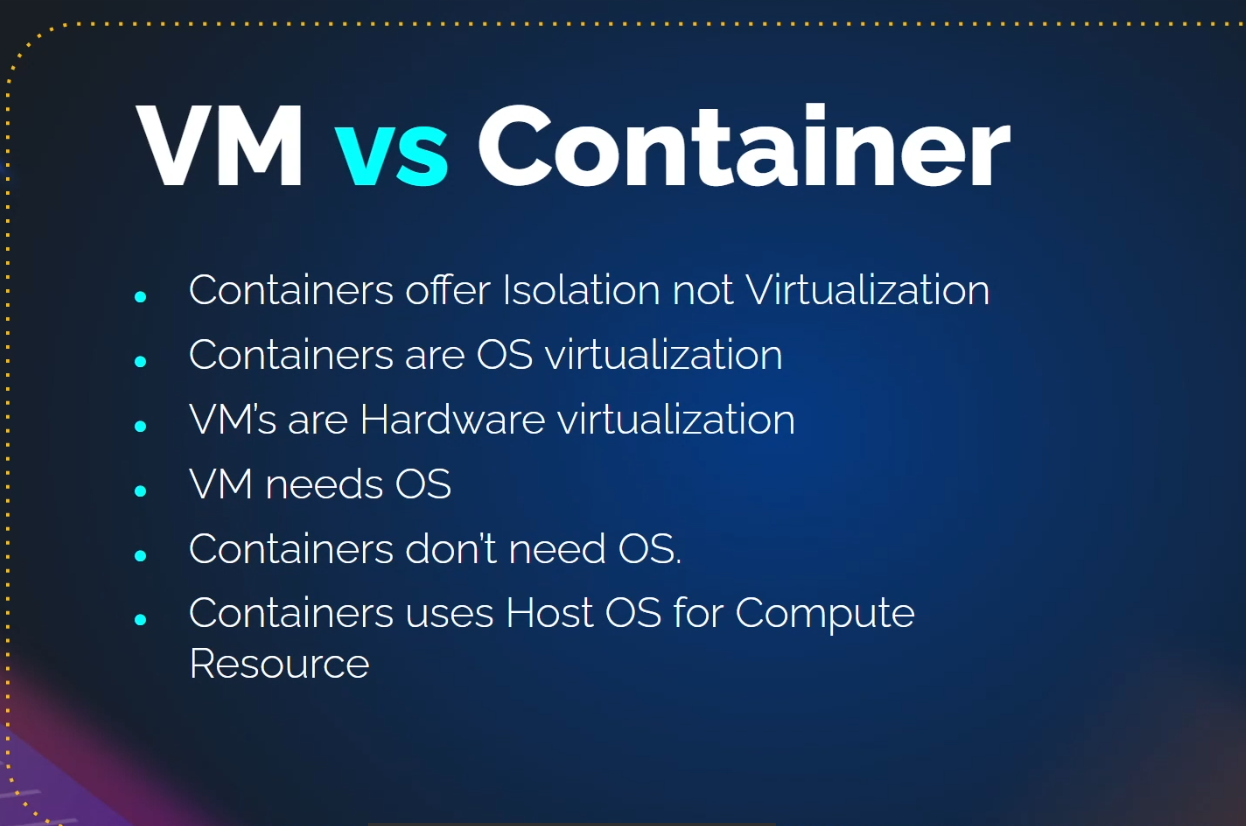 VM vs Container
• Containers offer Isolation not Virtualization
• Containers are OS virtualization
• VM's are Hardware virtualization
• VM needs OS
• Containers don't need OS.
• Containers uses Host OS for Compute
Resource